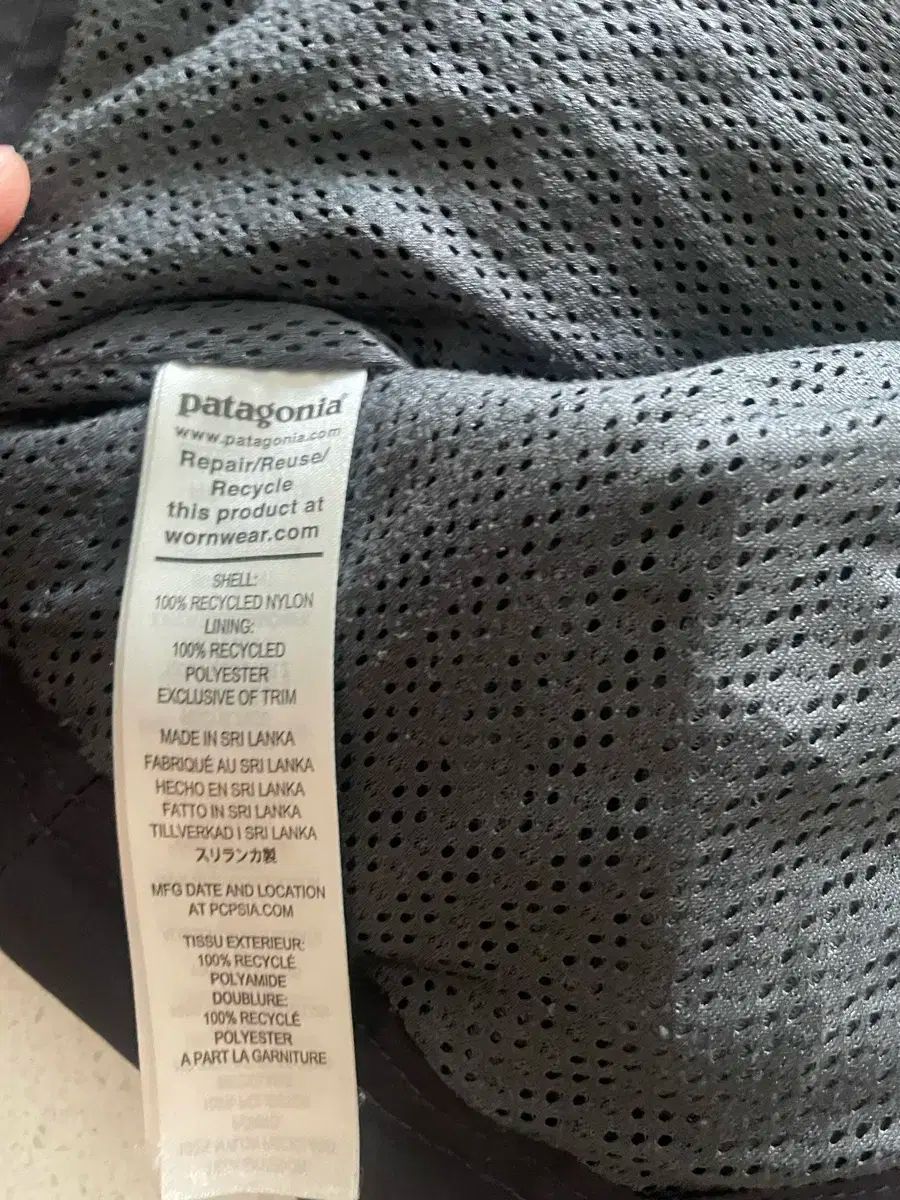 patagonia
www.patagonia.com
Repair/Reuse/
Recycle
this product at
wornwear.com
SHELL:
100% RECYCLED NYLON
LINING:
100% RECYCLED
POLYESTER
EXCLUSIVE OF TRIM
MADE IN SRI LANKA
FABRIQUÉ AU SRI LANKA
HECHO EN SRI LANKA
FATTO IN SRI LANKA
TILLVERKAD I SRI LANKA
スリランカ製
MFG DATE AND LOCATION
AT PCPSIA.COM
TISSU EXTERIEUR:
100% RECYCLÉ
POLYAMIDE
DOUBLURE:
100% RECYCLÉ
POLYESTER
A PART LA GARNITURE